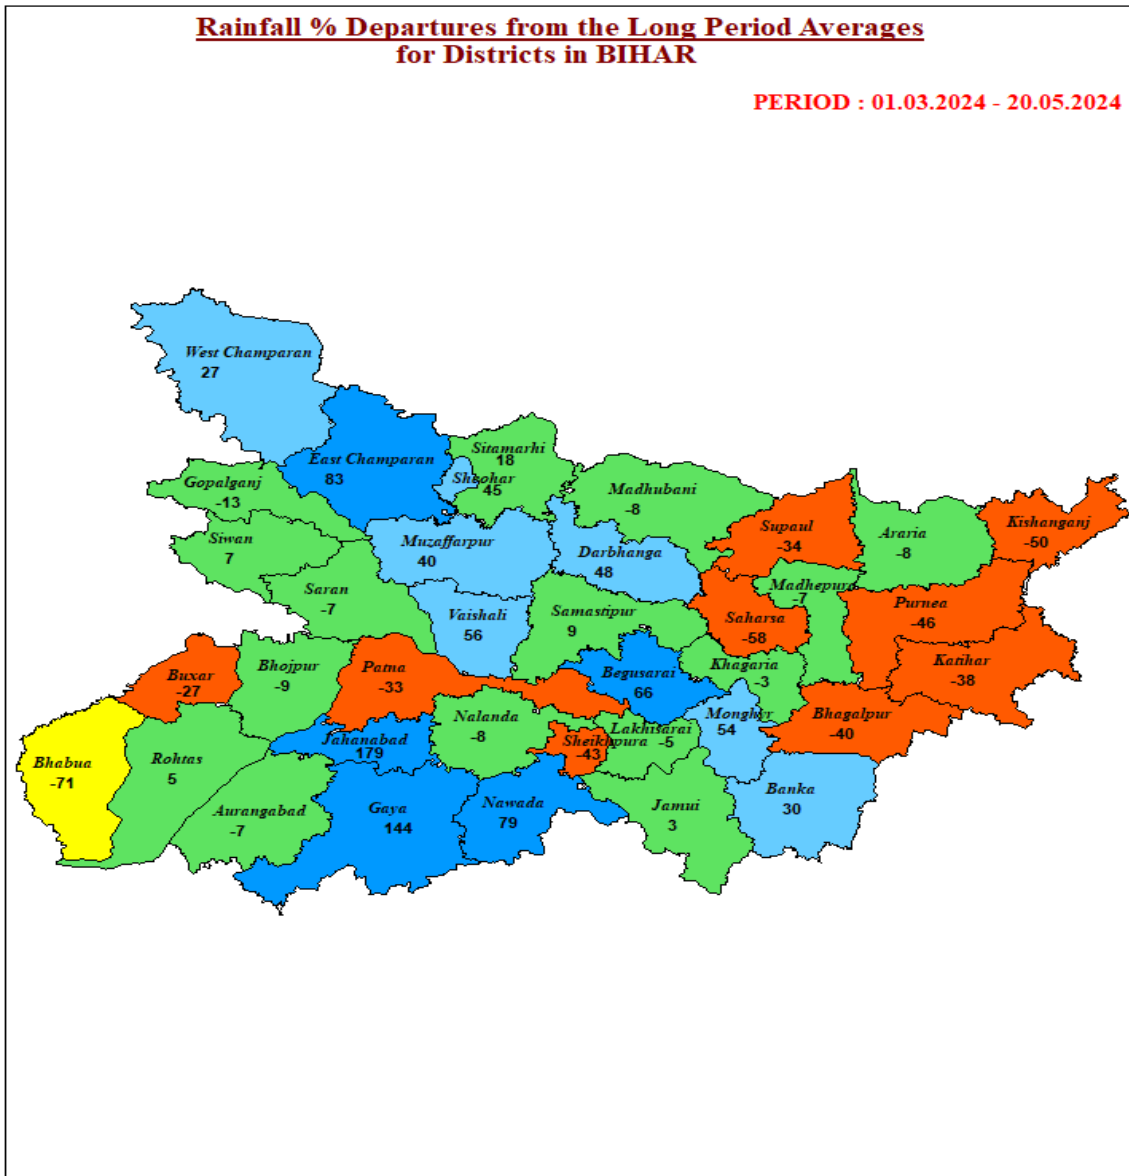 Rainfall % Departures from the Long Period Averages
for Districts in BIHAR
PERIOD : 01.03.2024 - 20.05.2024
West Champaran
27
East Champaran
83
Sitamarhi
18
Sheohar
45
Gopalganj
-13
Madhubani
-8
Siwan
7
Muzaffarpur
40
Darbhanga
48
Supaul
-34
Araria
-8
Kishanganj
-50
Saran
-7
Vaishali
56
Samastipur
9
Saharsa
-58
Madhepura
-7
Purnea
-46
Buxar
-27
Bhojpur
-9
Patna
-33
Begusarai
66
Khagaria
-3
Katihar
-38
Bhabua
-71
Rohtas
5
Jahanabad
179
Nalanda
-8
Sheikhpura
-43
Lakhisarai
-5
Monghyr
54
Bhagalpur
-40
Aurangabad
-7
Gaya
144
Nawada
79
Jamui
3
Banka
30